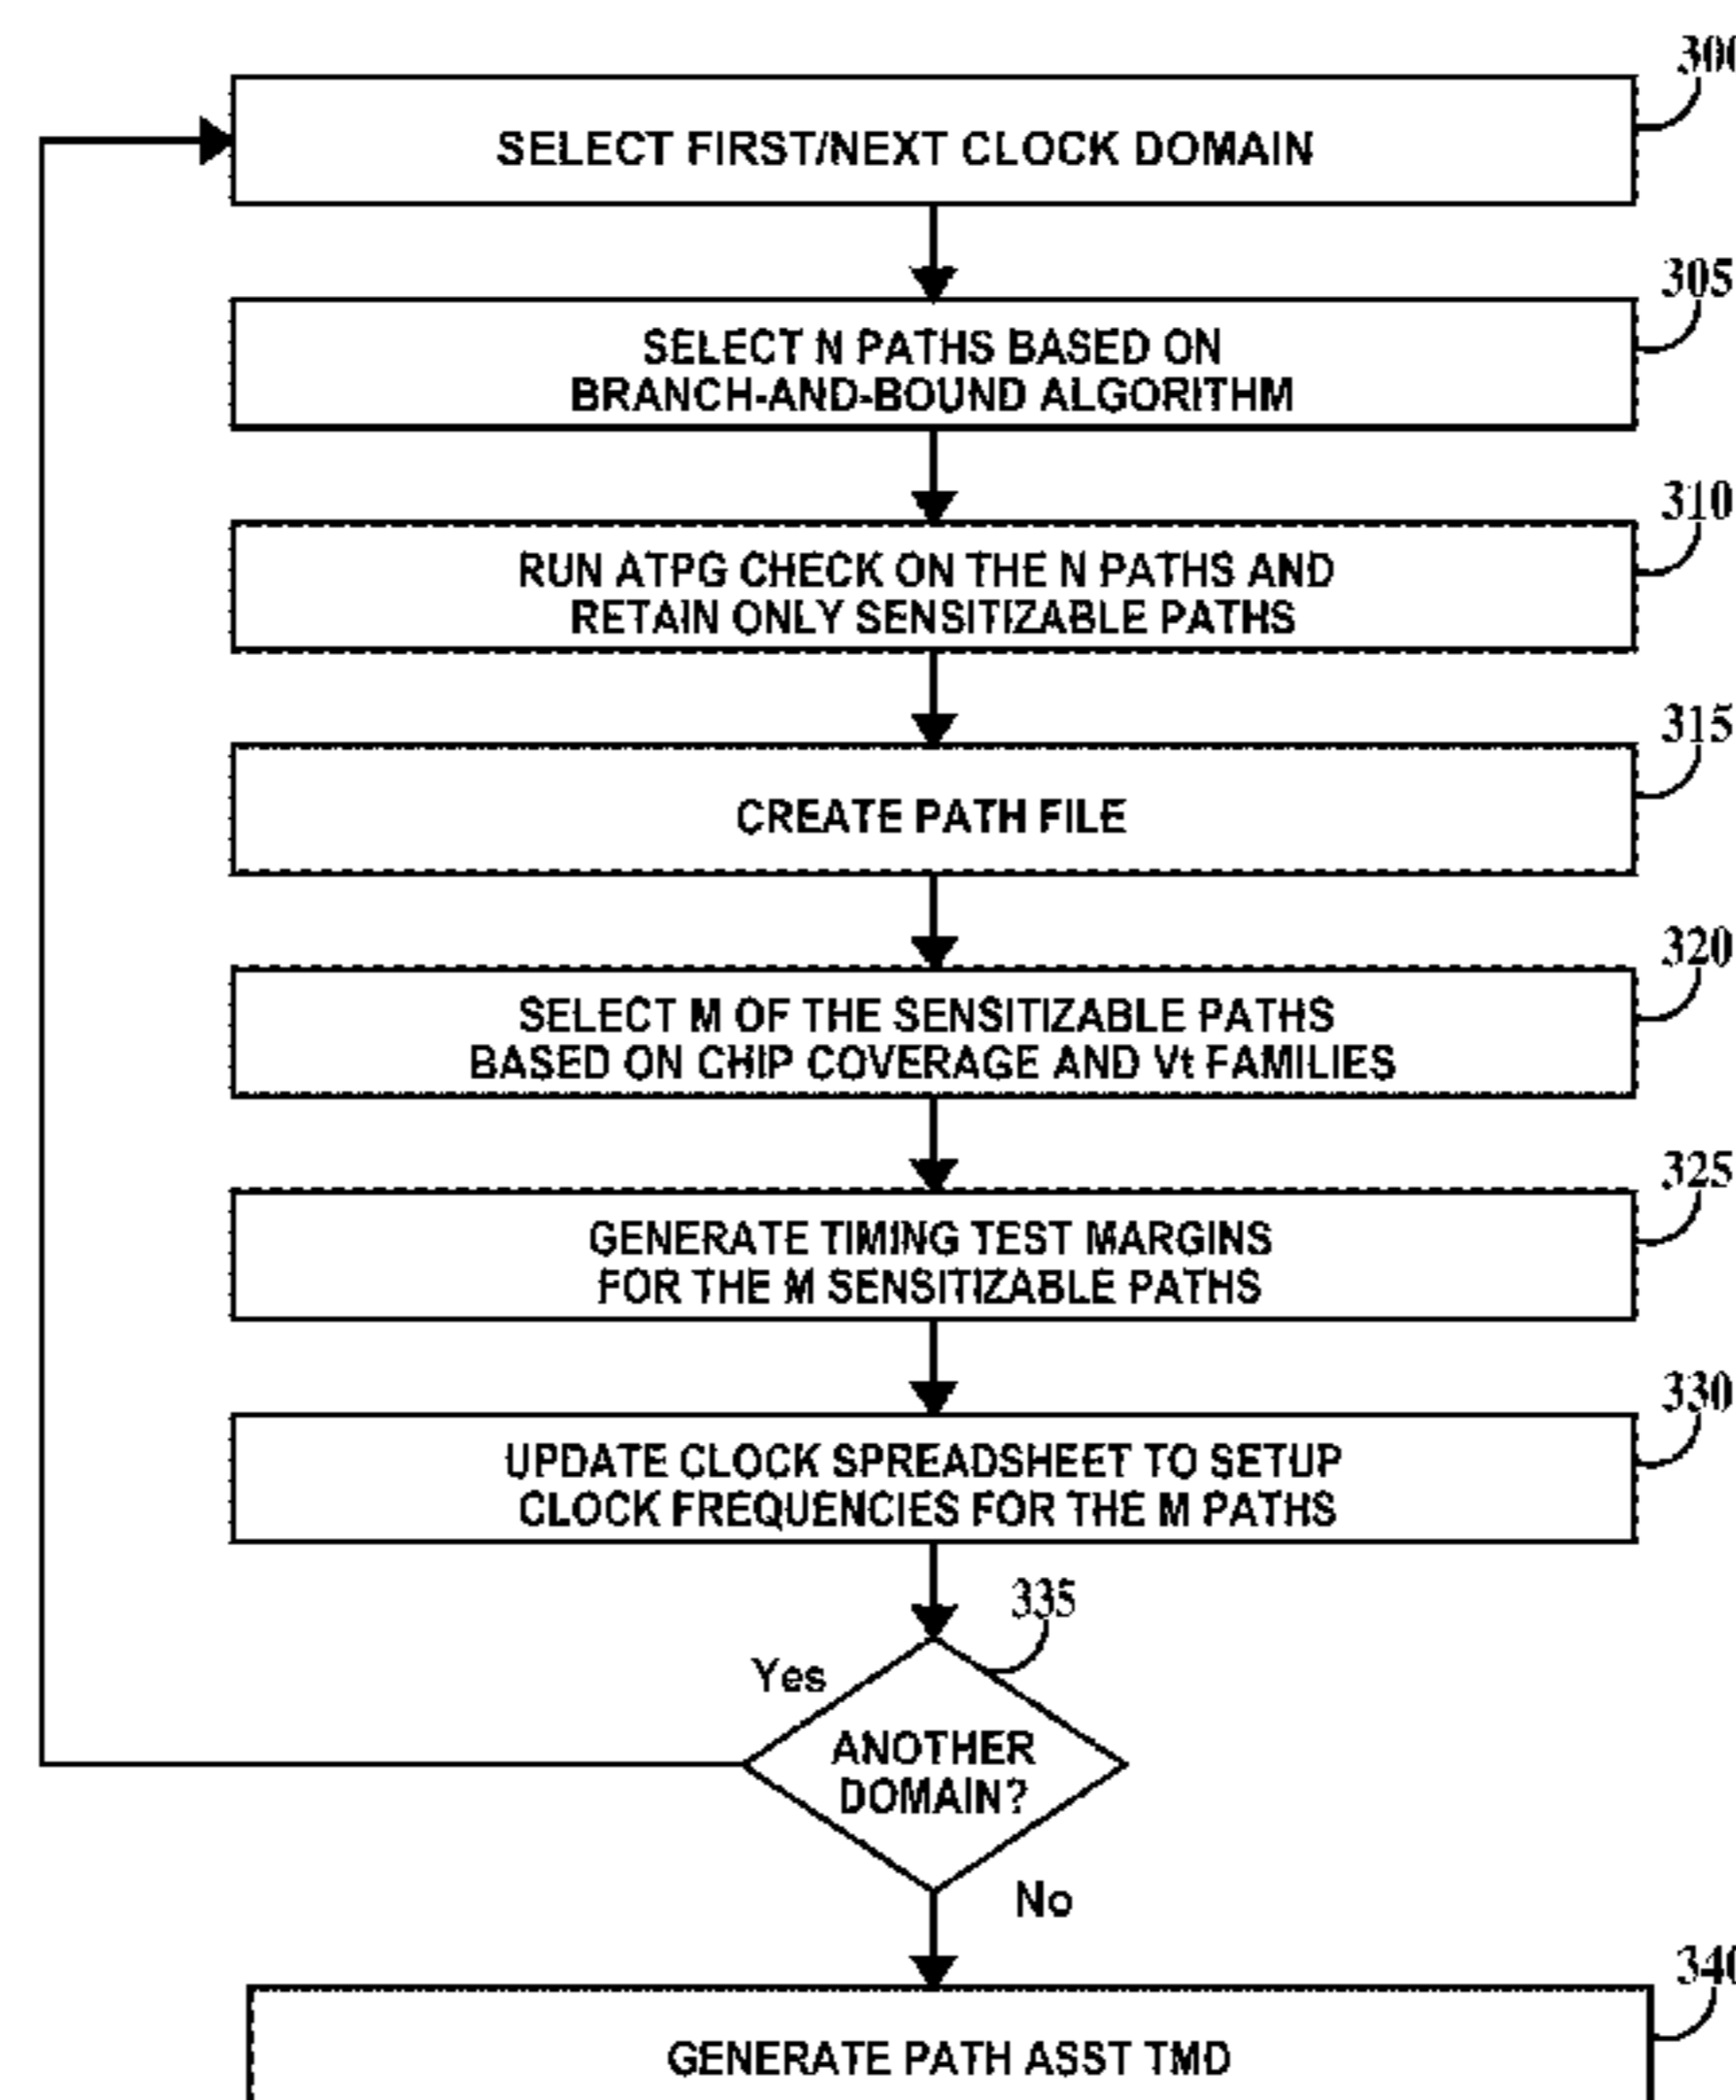 300
SELECT FIRST/NEXT CLOCK DOMAIN
305
SELECT N PATHS BASED ON
BRANCH-AND-BOUND ALGORITHM
310
RUN ATPG CHECK ON THE N PATHS AND
RETAIN ONLY SENSITIZABLE PATHS
315
CREATE PATH FILE
320
SELECT M OF THE SENSITIZABLE PATHS
BASED ON CHIP COVERAGE AND Vt FAMILIES
325
GENERATE TIMING TEST MARGINS
FOR THE M SENSITIZABLE PATHS
330
UPDATE CLOCK SPREADSHEET TO SETUP
CLOCK FREQUENCIES FOR THE M PATHS
335
Yes
ANOTHER
DOMAIN?
No
340
GENERATE PATH ASST TMD